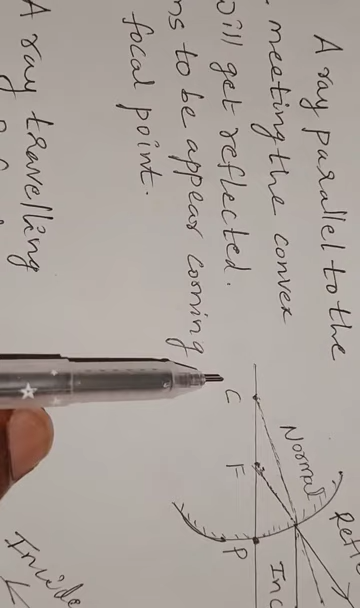 A ray parallel to the
meeting the convex
will get reflected.
ns to be appear coming
focal point.
A ray travelling
C
F
P
Normal
Refle
Inc
Incide